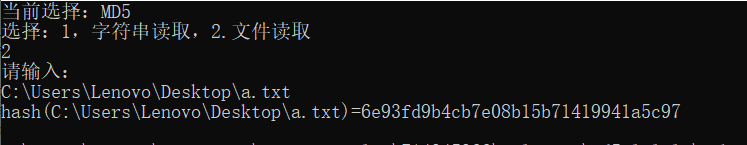 当前选择：MD5
选择：1，字符串读取，2.文件读取
2
请输入：
C:\Users\Lenovo\Desktop\a.txt
hash(C:\Users\Lenovo\Desktop\a.txt)=6e93fd9b4cb7e08b15b71419941a5c97